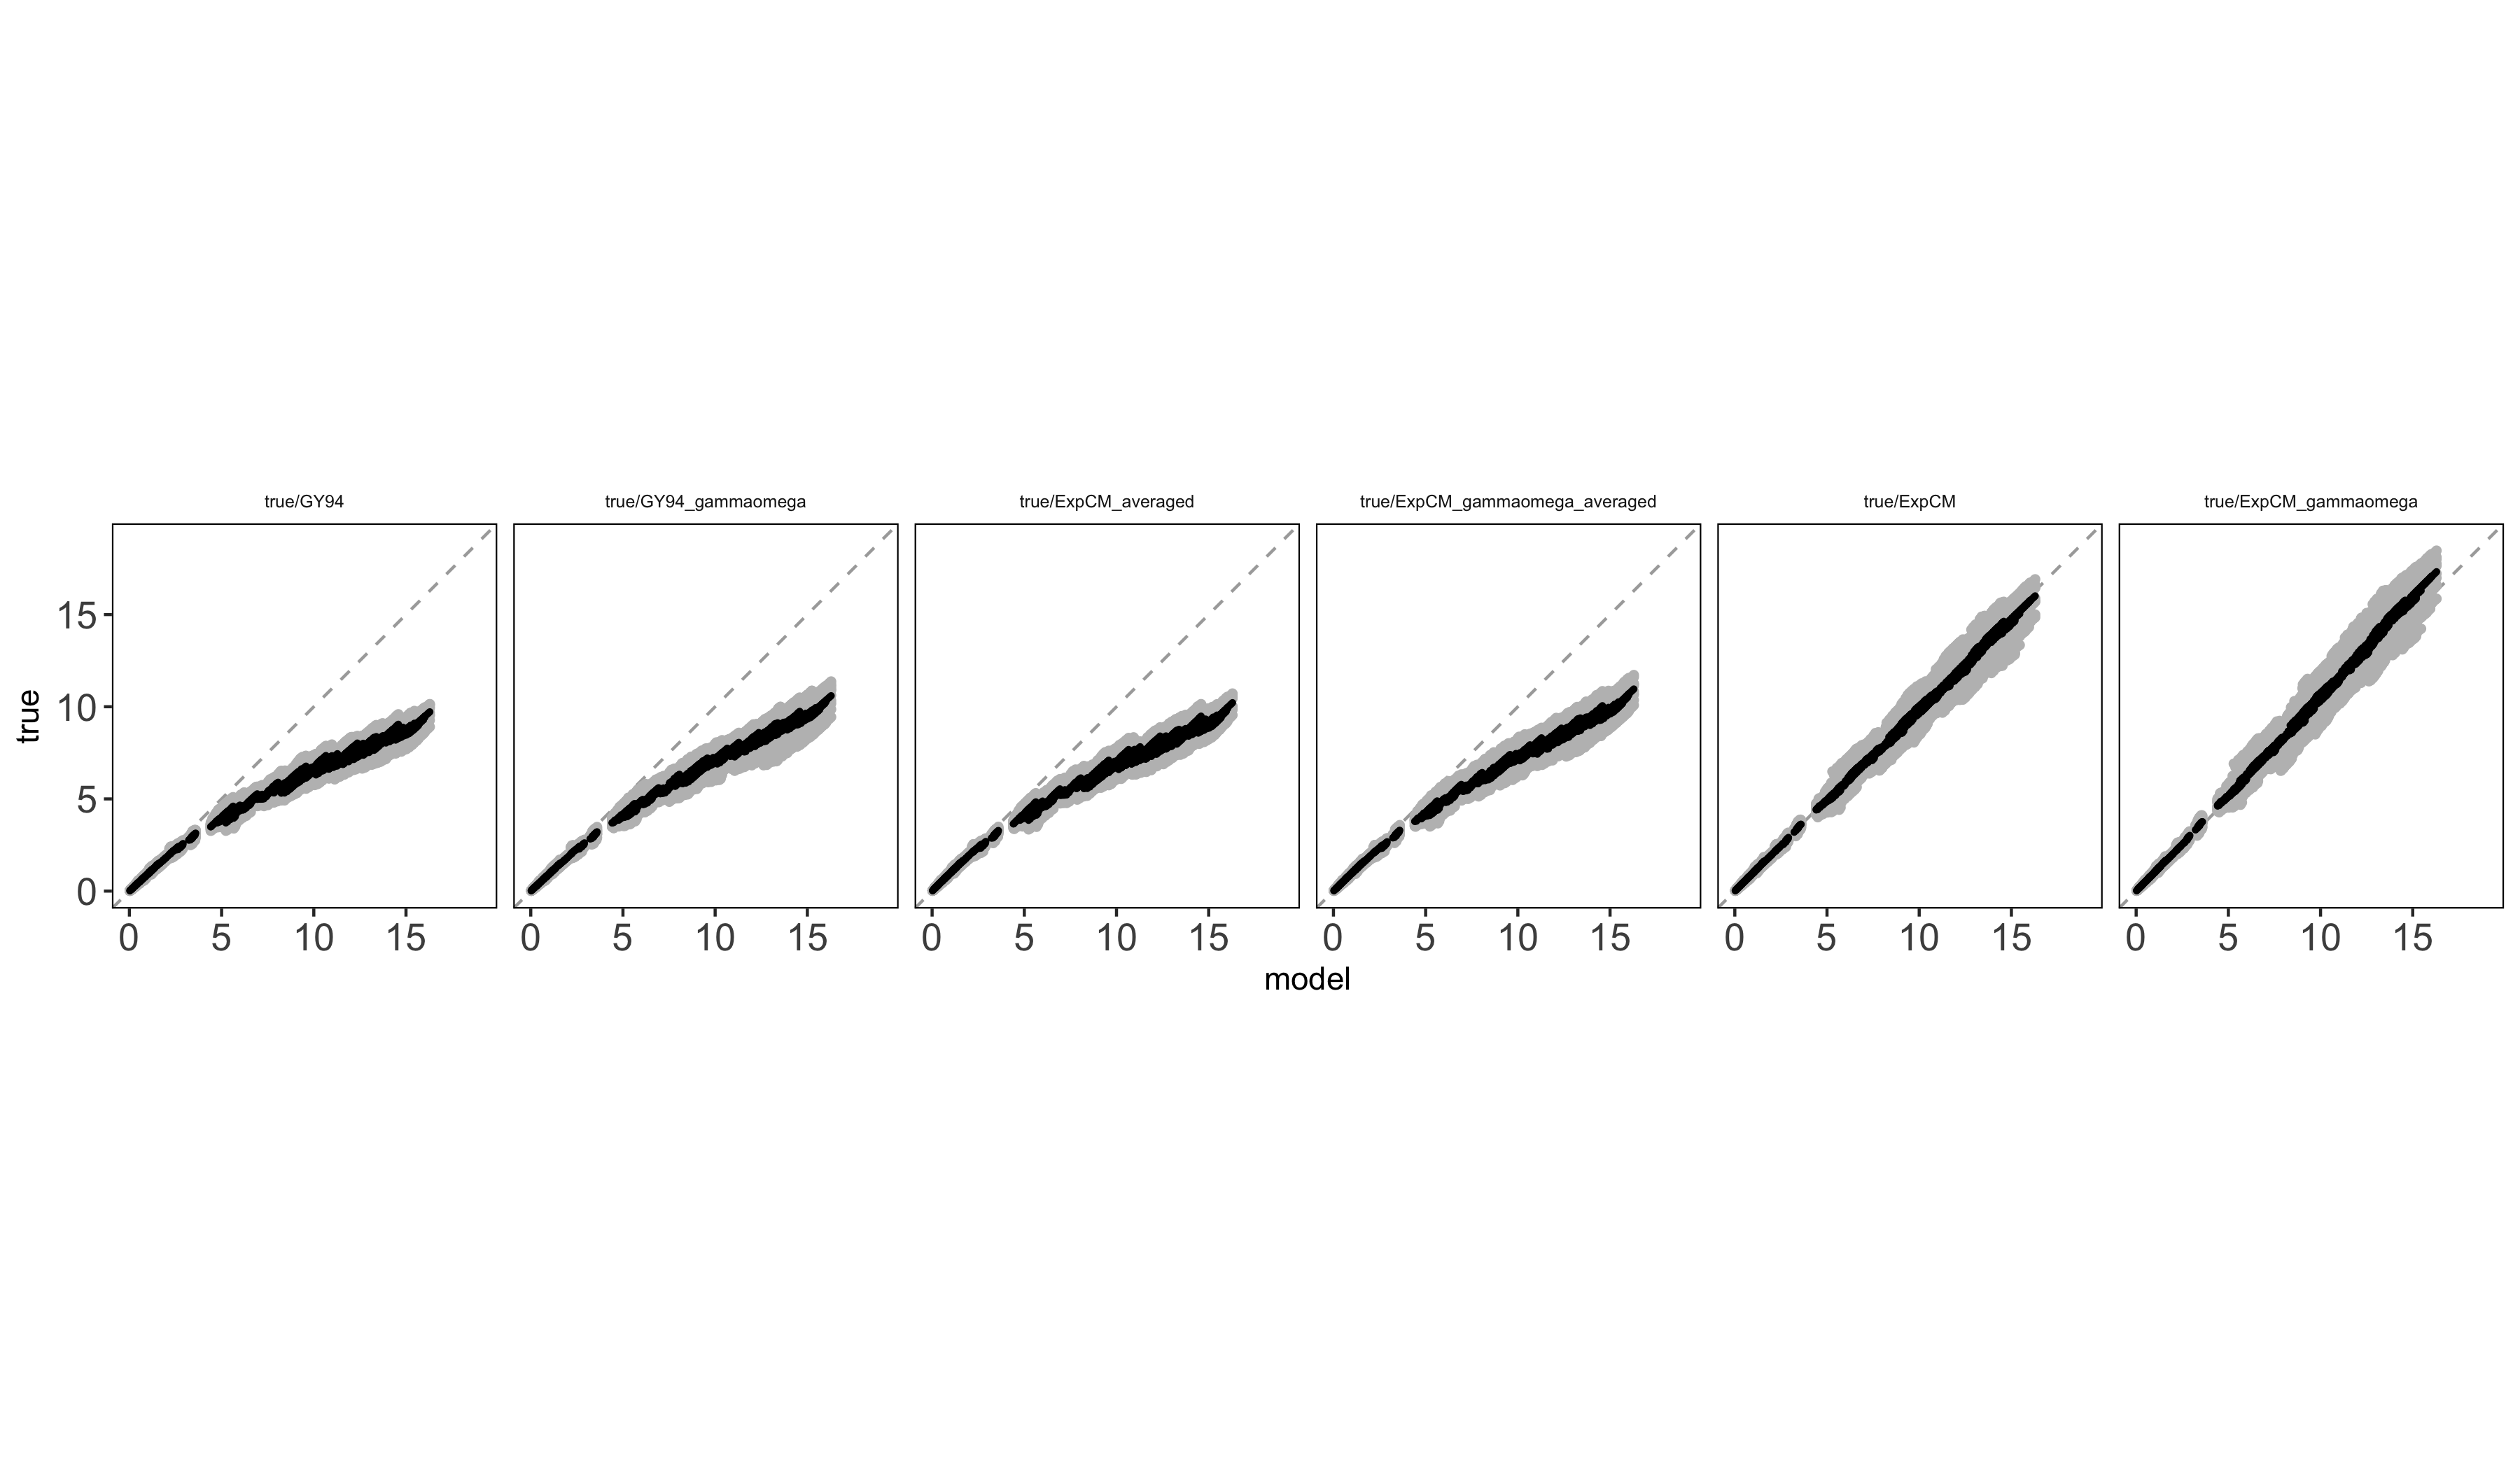 true/GY94
true/GY94_gammaomega
true/ExpCM_averaged
true/ExpCM_gammaomega_averaged
true/ExpCM
true/ExpCM_gammaomega
true
15
10
5
0
0 5 10 15
0 5 10 15
0 5 10 15
0 5 10 15
0 5 10 15
0 5 10 15
model